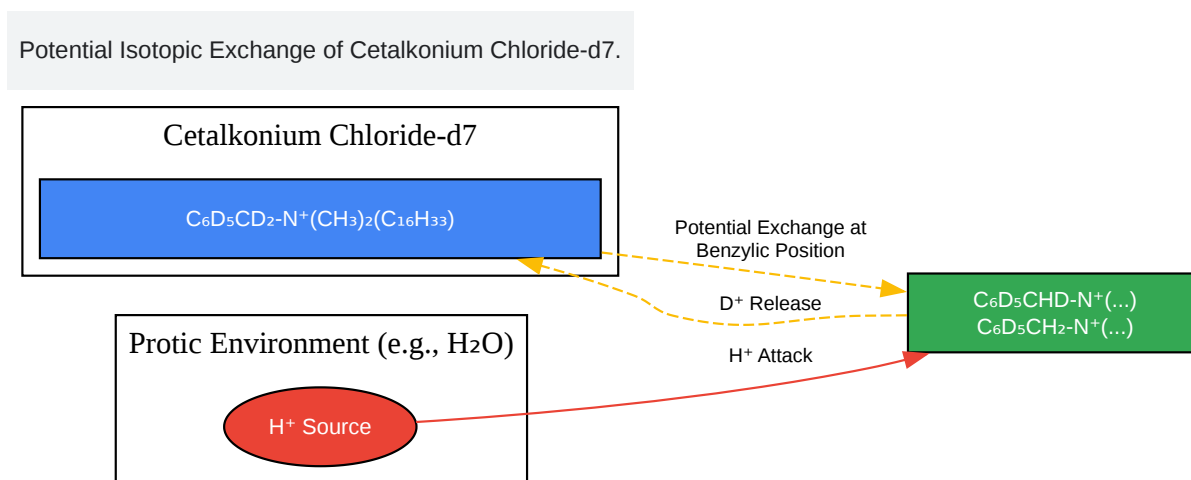 Potential Isotopic Exchange of Cetalkonium Chloride-d7.
Cetalkonium Chloride-d7
C₆D₅CD₂-N⁺(CH₃)₂(C₁₆H₃₃)
Potential Exchange at
Benzylic Position
D⁺ Release
C₆D₅CHD-N⁺(...)
C₆D₅CH₂-N⁺(...)
Protic Environment (e.g., H₂O)
H⁺ Attack
H⁺ Source